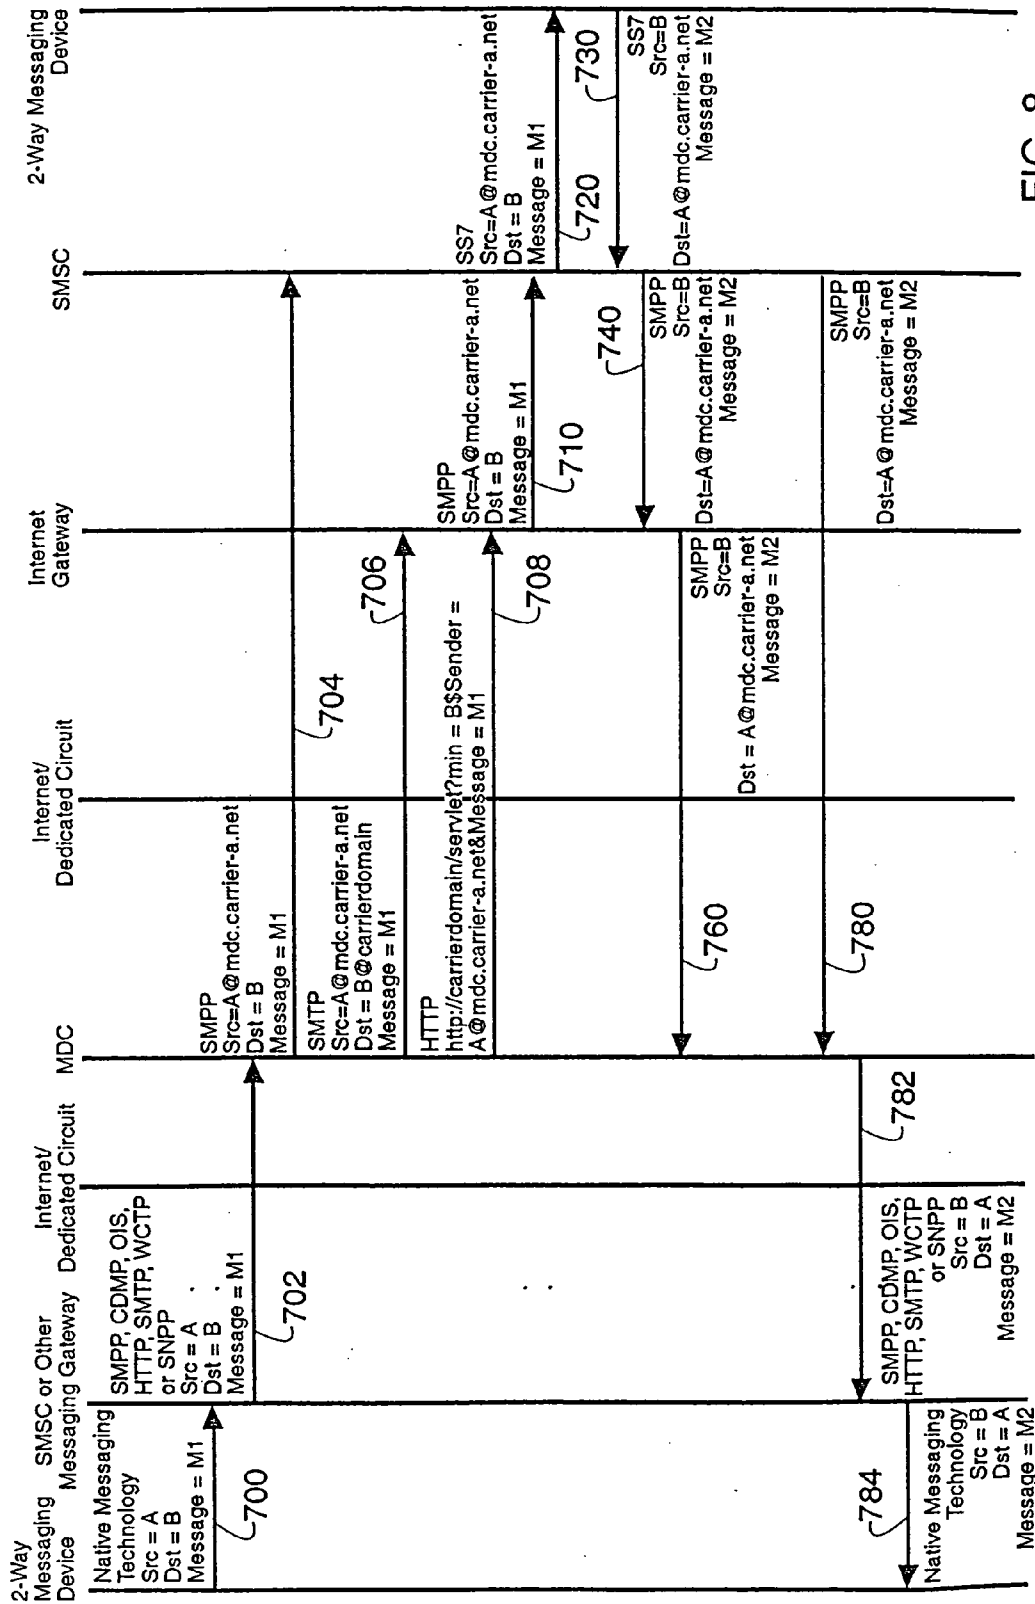 2-Way
Messaging
Device
SMSC or Other
Messaging Gateway
Internet/
Dedicated Circuit
MDC
Internet/
Dedicated Circuit
Internet
Gateway
SMSC
2-Way Messaging
Device
Native Messaging
Technology
Src = A
Dst = B
Message = M1
700
SMPP, CDMP, OIS,
HTTP, SMTP, WCTP
or SNPP
Src = A
Dst = B
Message = M1
702
SMPP
Src=A@mdc.carrier-a.net
Dst = B
Message = M1
704
SMTP
Src=A@mdc.carrier-a.net
Dst = B@carrierdomain
Message = M1
706
HTTP
http://carrierdomain/servlet?min = B$Sender =
A@mdc.carrier-a.net&Message = M1
708
SMPP
Src=A@mdc.carrier-a.net
Dst = B
Message = M1
710
SS7
Src=A@mdc.carrier-a.net
Dst = B
Message = M1
720
730
SS7
Src=B
Dst=A@mdc.carrier-a.net
Message = M2
740
SMPP
Src=B
Dst=A@mdc.carrier-a.net
Message = M2
760
SMPP
Src=B
Dst = A@mdc.carrier-a.net
Message = M2
780
SMPP
Src=B
Dst=A@mdc.carrier-a.net
Message = M2
782
SMPP, CDMP, OIS,
HTTP, SMTP, WCTP
or SNPP
Src = B
Dst = A
Message = M2
784
Native Messaging
Technology
Src = B
Dst = A
Message = M2
FIG. 8